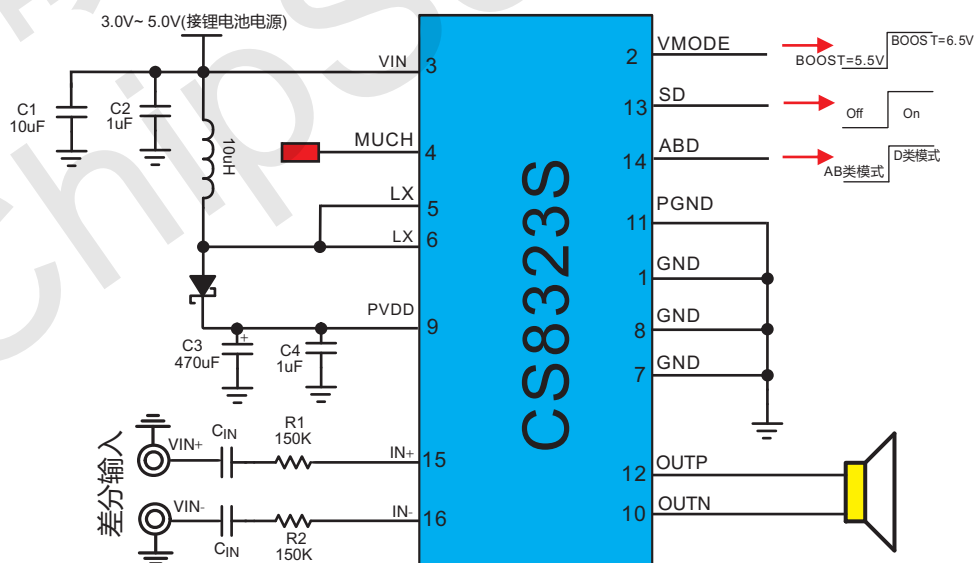 3.0V~ 5.0V(接锂电池电源)
VIN
3
C1
10uF
C2
1uF
10uH
MUCH
4
LX
5
LX
6
PVDD
9
C3
470uF
+
C4
1uF
差分输入
VIN+
CIN
R1
150K
IN+
15
VIN-
CIN
R2
150K
IN-
16
CS8323S
2
VMODE
BOOST=5.5V
BOOST=6.5V
13
SD
Off
On
14
ABD
AB类模式
D类模式
11
PGND
1
GND
8
GND
7
GND
12
OUTP
10
OUTN